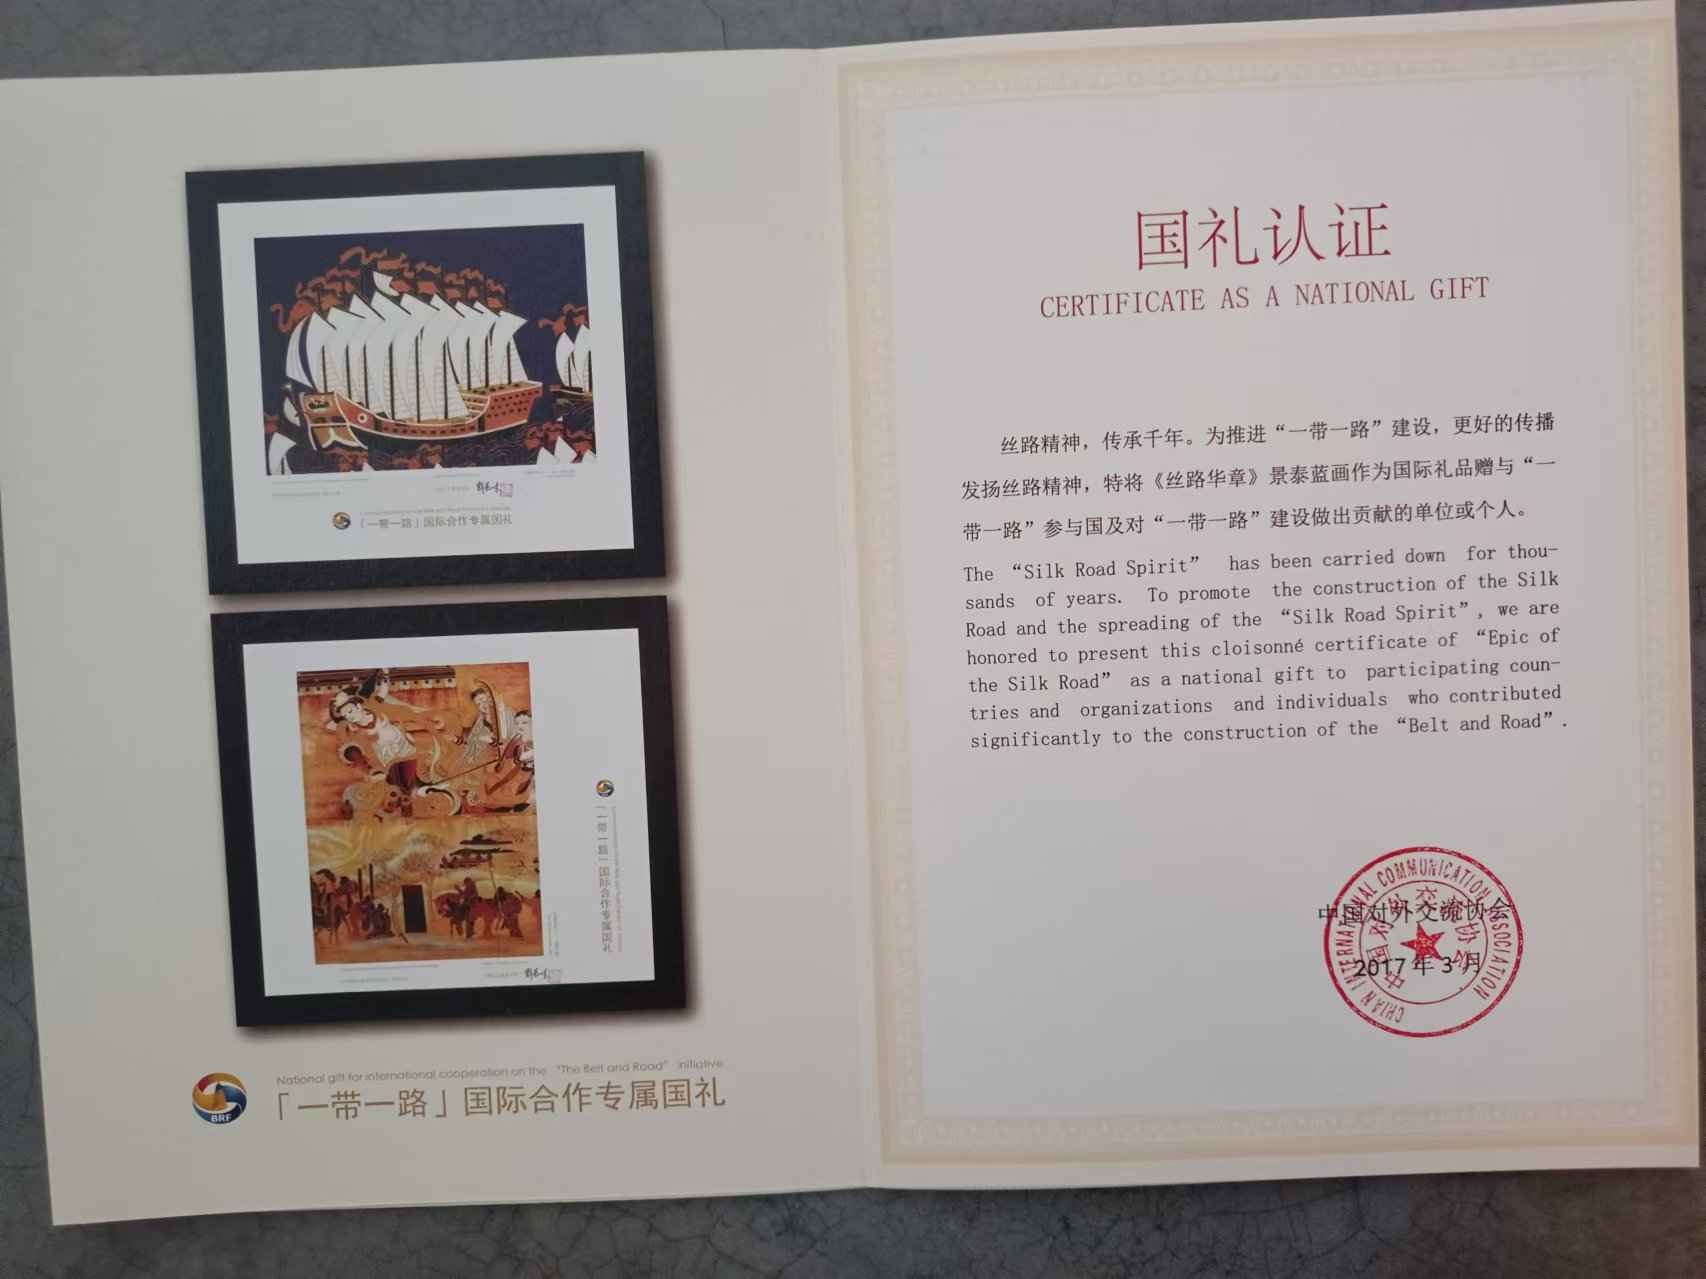 「一带一路」国际合作专属国礼
「一带一路」国际合作专属国礼
BRF
National gift for international cooperation on the "The Belt and Road" initiative
「一带一路」国际合作专属国礼
国礼认证
CERTIFICATE AS A NATIONAL GIFT
丝路精神，传承千年。为推进“一带一路”建设，更好的传播
发扬丝路精神，特将《丝路华章》景泰蓝画作为国际礼品赠与“一
带一路”参与国及对“一带一路”建设做出贡献的单位或个人。
The “Silk Road Spirit” has been carried down for thou-
sands of years. To promote the construction of the Silk
Road and the spreading of the “Silk Road Spirit”, we are
honored to present this cloisonné certificate of “Epic of
the Silk Road” as a national gift to participating coun-
tries and organizations and individuals who contributed
significantly to the construction of the “Belt and Road”.
中国对外交流协会
2017年3月
CHIAN INTERNATIONAL COMMUNICATION ASSOCIATION
中国对外交流协会